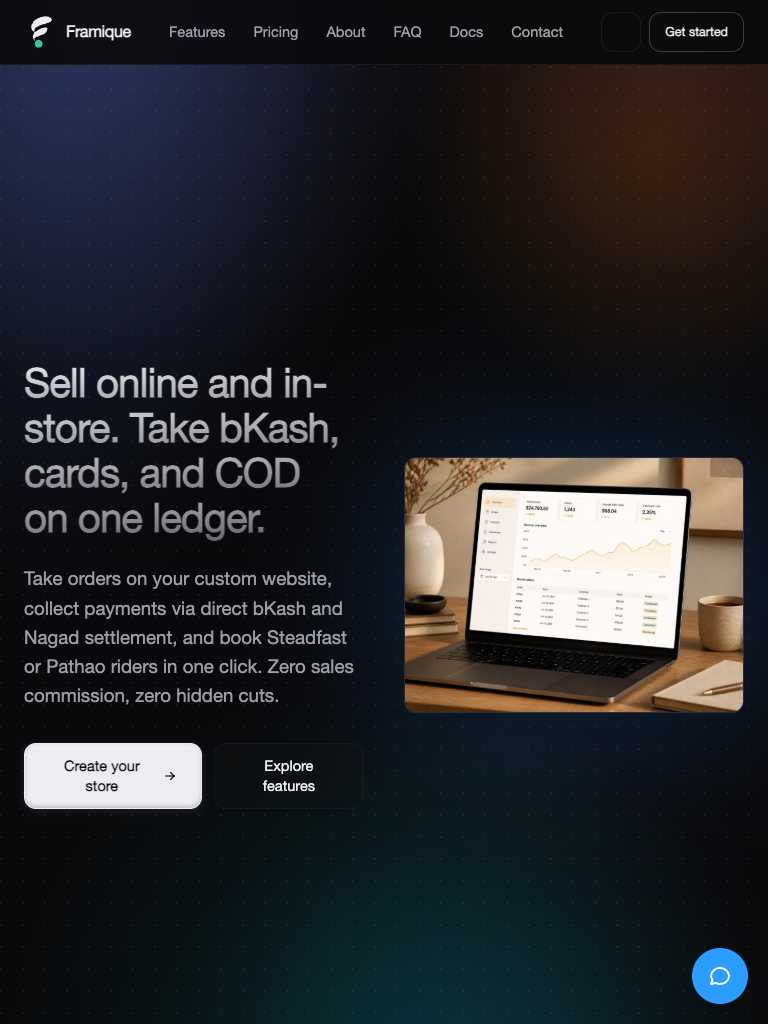 Framique
Features
Pricing
About
FAQ
Docs
Contact
Get started
Sell online and in-
store. Take bKash,
cards, and COD
on one ledger.
Take orders on your custom website,
collect payments via direct bKash and
Nagad settlement, and book Steadfast
or Pathao riders in one click. Zero sales
commission, zero hidden cuts.
Create your
store
Explore
features